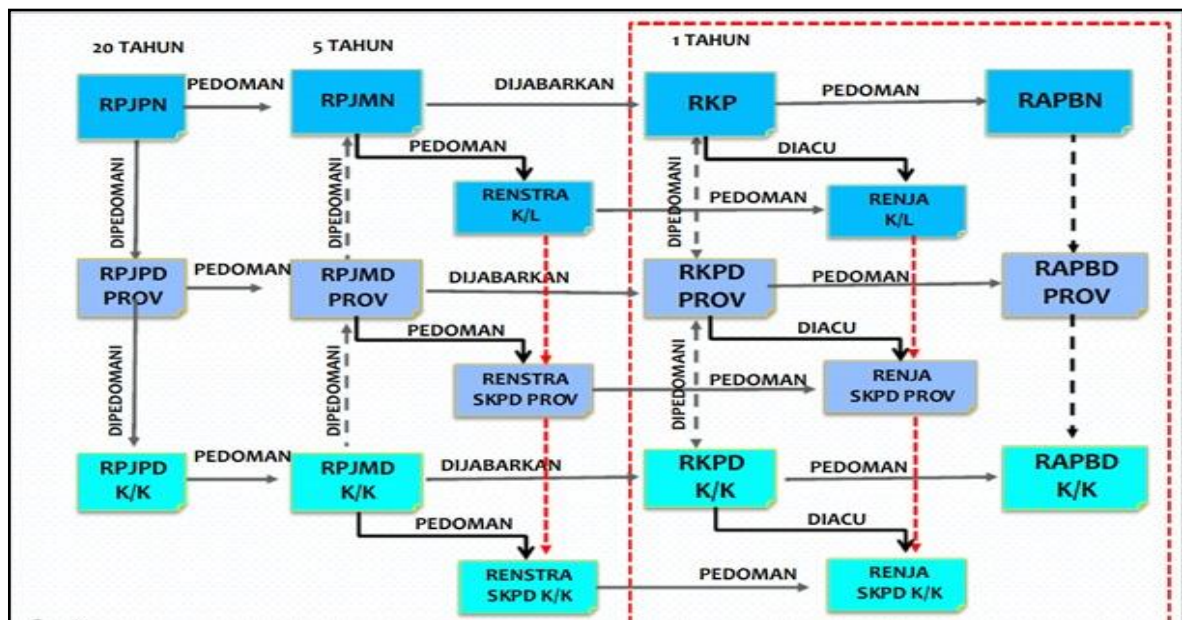 20 TAHUN
5 TAHUN
1 TAHUN
RPJPN
PEDOMAN
RPJMN
DIJABARKAN
RKP
PEDOMAN
RAPBN
DIPEDOMANI
DIPEDOMANI
PEDOMAN
DIPEDOMANI
DIACU
RENSTRA
K/L
PEDOMAN
RENJA
K/L
RPJPD
PROV
PEDOMAN
RPJMD
PROV
DIJABARKAN
RKPD
PROV
PEDOMAN
RAPBD
PROV
DIPEDOMANI
DIPEDOMANI
PEDOMAN
DIPEDOMANI
DIACU
RENSTRA
SKPD PROV
PEDOMAN
RENJA
SKPD PROV
RPJPD
K/K
PEDOMAN
RPJMD
K/K
DIJABARKAN
RKPD
K/K
PEDOMAN
RAPBD
K/K
PEDOMAN
DIACU
RENSTRA
SKPD K/K
PEDOMAN
RENJA
SKPD K/K